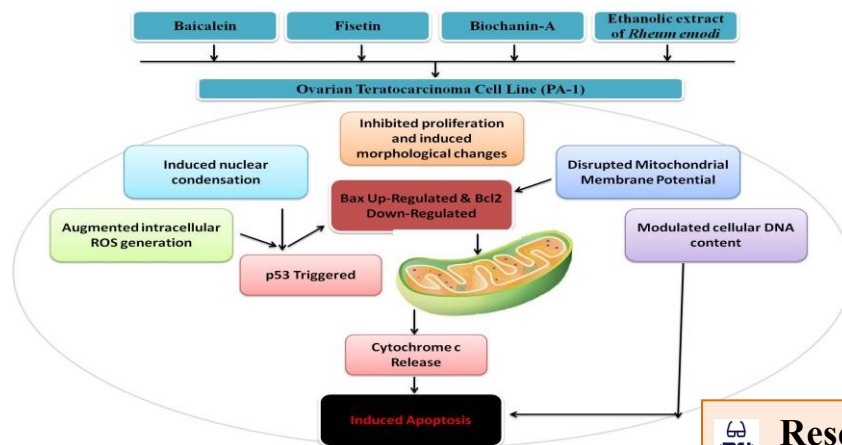 Baicalein
Fisetin
Biochanin-A
Ethanolic extract
of Rheum emodi
Ovarian Teratocarcinoma Cell Line (PA-1)
Inhibited proliferation
and induced
morphological changes
Induced nuclear
condensation
Disrupted Mitochondrial
Membrane Potential
Bax Up-Regulated & Bcl2
Down-Regulated
Augmented intracellular
ROS generation
Modulated cellular DNA
content
p53 Triggered
Cytochrome c
Release
Induced Apoptosis